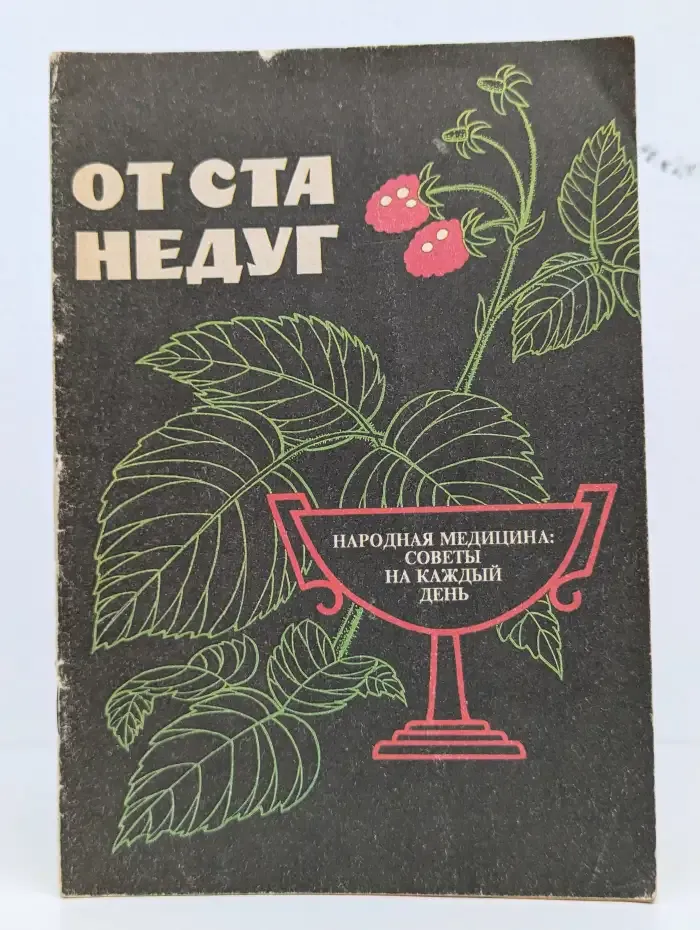 ОТ СТА
НЕДУГ
НАРОДНАЯ МЕДИЦИНА:
СОВЕТЫ
НА КАЖДЫЙ
ДЕНЬ